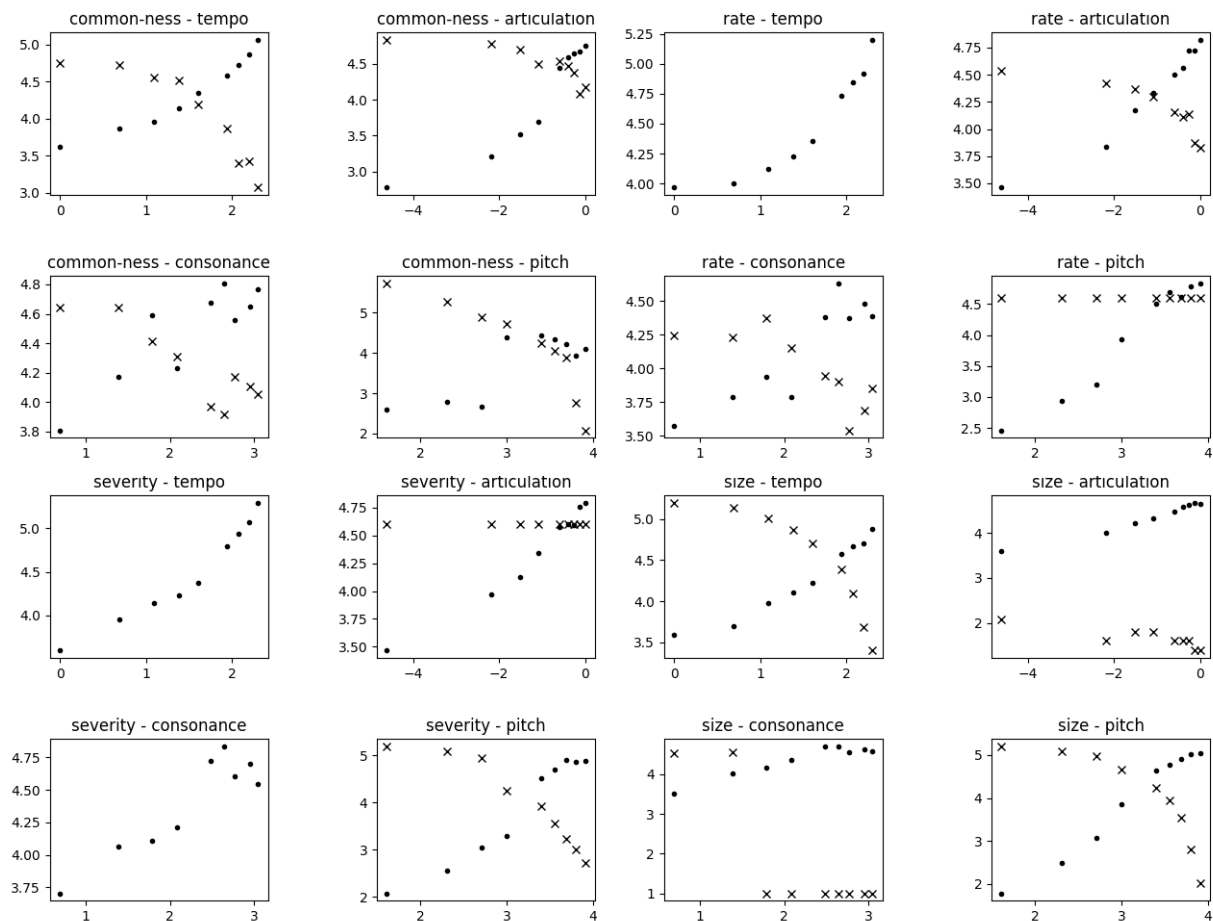 common-ness - tempo
common-ness - articulation
rate - tempo
rate - articulation
5.0
4.5
4.0
3.5
3.0
0 1 2
4.5
4.0
3.5
3.0
−4 −2 0
5.25
5.00
4.75
4.50
4.25
4.00
0 1 2
4.75
4.50
4.25
4.00
3.75
3.50
−4 −2 0
common-ness - consonance
common-ness - pitch
rate - consonance
rate - pitch
4.8
4.6
4.4
4.2
4.0
3.8
1 2 3
5
4
3
2
2 3 4
4.50
4.25
4.00
3.75
3.50
1 2 3
4.5
4.0
3.5
3.0
2.5
2 3 4
severity - tempo
severity - articulation
size - tempo
size - articulation
5.0
4.5
4.0
0 1 2
4.75
4.50
4.25
4.00
3.75
3.50
−4 −2 0
5.0
4.5
4.0
3.5
0 1 2
4
3
2
−4 −2 0
severity - consonance
severity - pitch
size - consonance
size - pitch
4.75
4.50
4.25
4.00
3.75
1 2 3
5
4
3
2
2 3 4
4
3
2
1
1 2 3
5
4
3
2
2 3 4